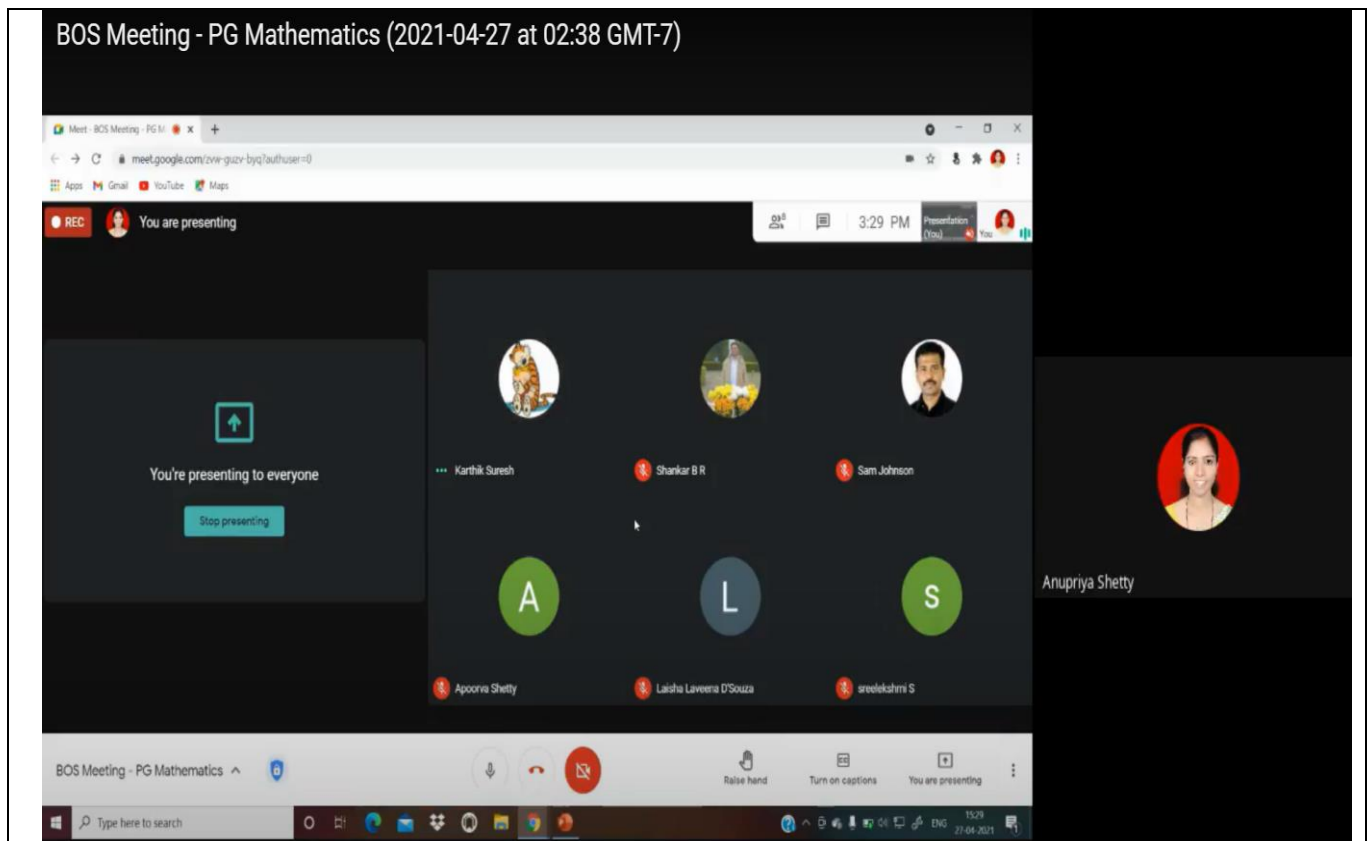 BOS Meeting - PG Mathematics (2021-04-27 at 02:38 GMT-7)
Meet - BOS Meeting - PG M
meet.google.com/zvw-guzv-byq?authuser=0
Apps Gmail YouTube Maps
REC You are presenting
8 3:29 PM Presentation (You) You
You're presenting to everyone
Stop presenting
Karthik Suresh Shankar B R Sam Johnson
A L S
Apoorva Shetty Laisha Laveena D'Souza sreelekshmi S
Anupriya Shetty
BOS Meeting - PG Mathematics Raise hand Turn on captions You are presenting
Type here to search ENG 15:29
27-04-2021